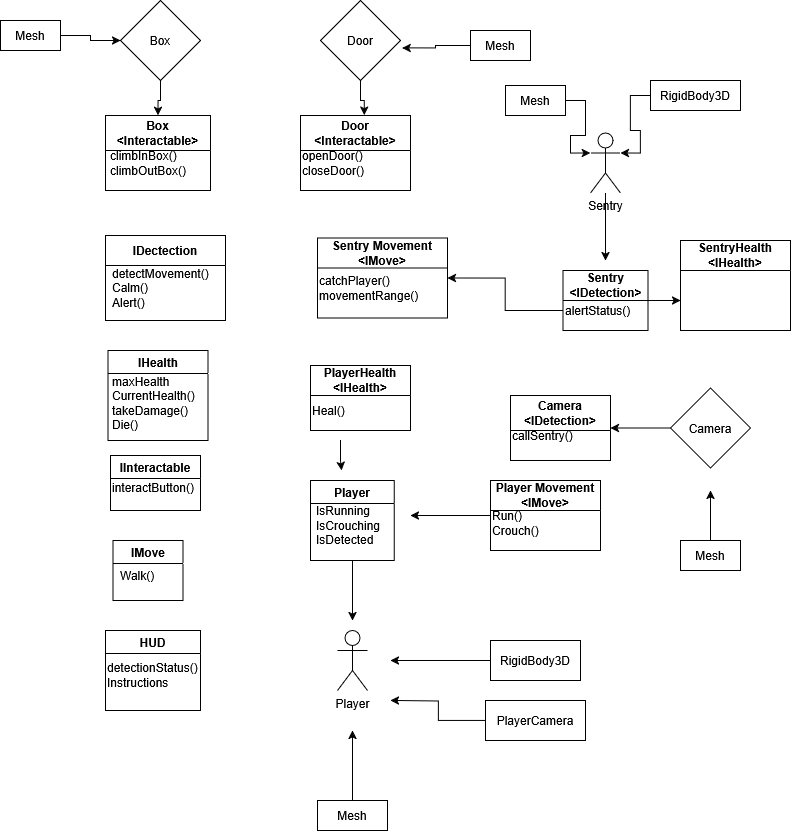 Mesh
Box
Door
Mesh
Mesh
RigidBody3D
Box
<Interactable>
climbInBox()
climbOutBox()
Door
<Interactable>
openDoor()
closeDoor()
Sentry
IDectection
detectMovement()
Calm()
Alert()
Sentry Movement
<IMove>
catchPlayer()
movementRange()
Sentry
<IDetection>
alertStatus()
SentryHealth
<IHealth>
IHealth
maxHealth
CurrentHealth()
takeDamage()
Die()
PlayerHealth
<IHealth>
Heal()
Camera
<IDetection>
callSentry()
Camera
IInteractable
interactButton()
Player
IsRunning
IsCrouching
IsDetected
Player Movement
<IMove>
Run()
Crouch()
Mesh
IMove
Walk()
HUD
detectionStatus()
Instructions
Player
RigidBody3D
PlayerCamera
Mesh